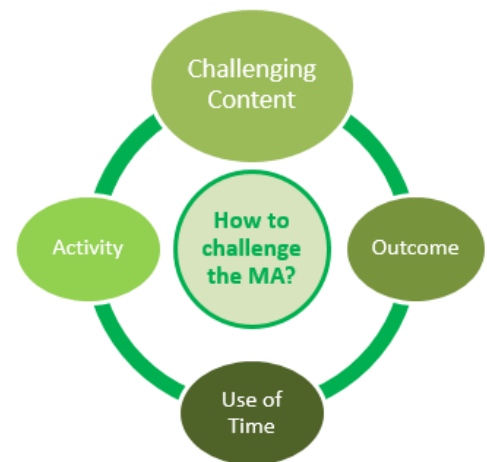 Challenging
Content
How to
challenge
the MA?
Activity
Outcome
Use of
Time